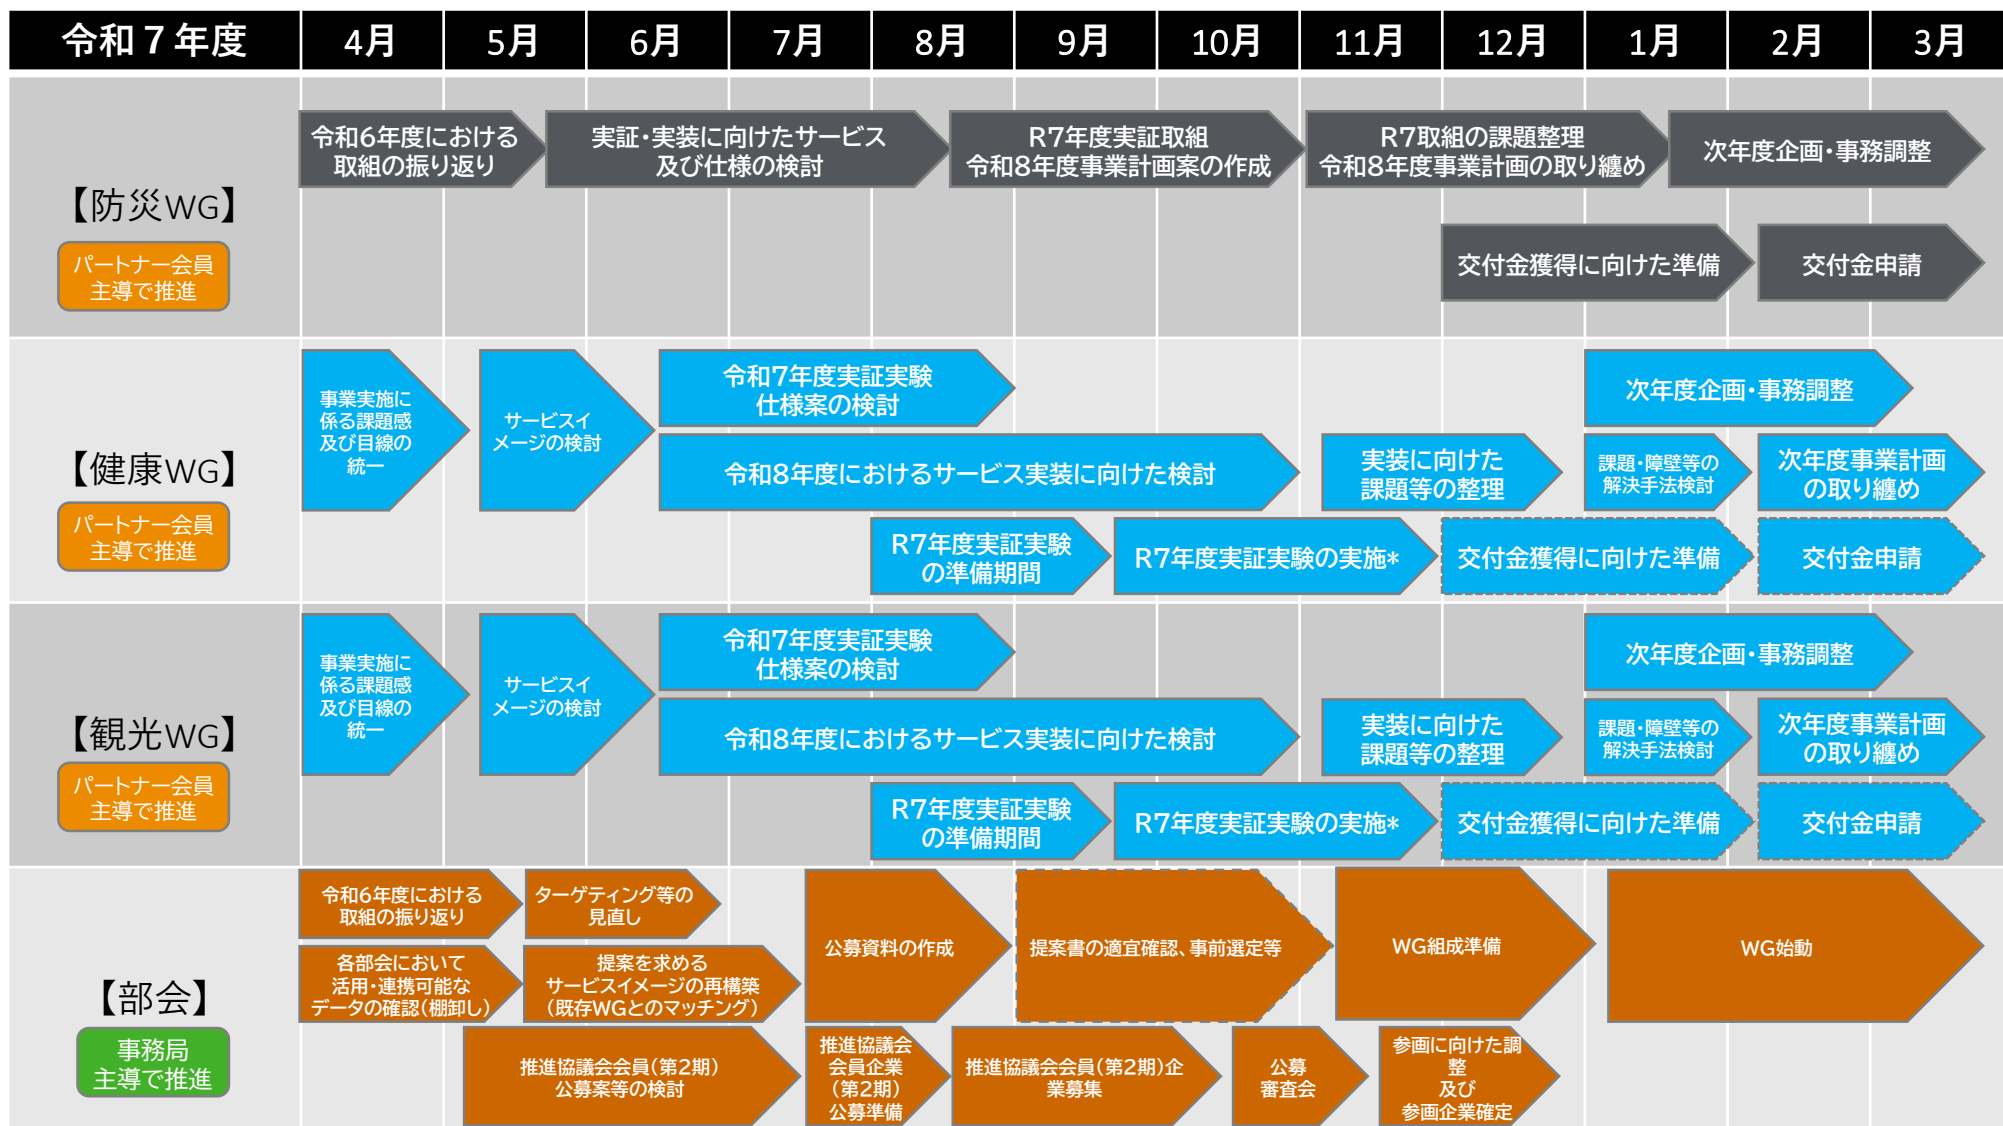 令和７年度
4月
5月
6月
7月
8月
9月
10月
11月
12月
1月
2月
3月
【防災WG】
パートナー会員
主導で推進
令和6年度における
取組の振り返り
実証・実装に向けたサービス
及び仕様の検討
R7年度実証取組
令和8年度事業計画案の作成
R7取組の課題整理
令和8年度事業計画の取り纏め
次年度企画・事務調整
交付金獲得に向けた準備
交付金申請
【健康WG】
パートナー会員
主導で推進
事業実施に
係る課題感
及び目線の
統一
サービスイ
メージの検討
令和7年度実証実験
仕様案の検討
令和8年度におけるサービス実装に向けた検討
R7年度実証実験
の準備期間
R7年度実証実験の実施*
実装に向けた
課題等の整理
次年度企画・事務調整
課題・障壁等の
解決手法検討
次年度事業計画
の取り纏め
交付金獲得に向けた準備
交付金申請
【観光WG】
パートナー会員
主導で推進
事業実施に
係る課題感
及び目線の
統一
サービスイ
メージの検討
令和7年度実証実験
仕様案の検討
令和8年度におけるサービス実装に向けた検討
R7年度実証実験
の準備期間
R7年度実証実験の実施*
実装に向けた
課題等の整理
次年度企画・事務調整
課題・障壁等の
解決手法検討
次年度事業計画
の取り纏め
交付金獲得に向けた準備
交付金申請
【部会】
事務局
主導で推進
令和6年度における
取組の振り返り
ターゲティング等の
見直し
各部会において
活用・連携可能な
データの確認(棚卸し)
提案を求める
サービスイメージの再構築
(既存WGとのマッチング)
公募資料の作成
提案書の適宜確認、事前選定等
WG組成準備
WG始動
推進協議会会員(第2期)
公募案等の検討
推進協議会
会員企業
(第2期)
公募準備
推進協議会会員(第2期)企
業募集
公募
審査会
参画に向けた調
整
及び
参画企業確定